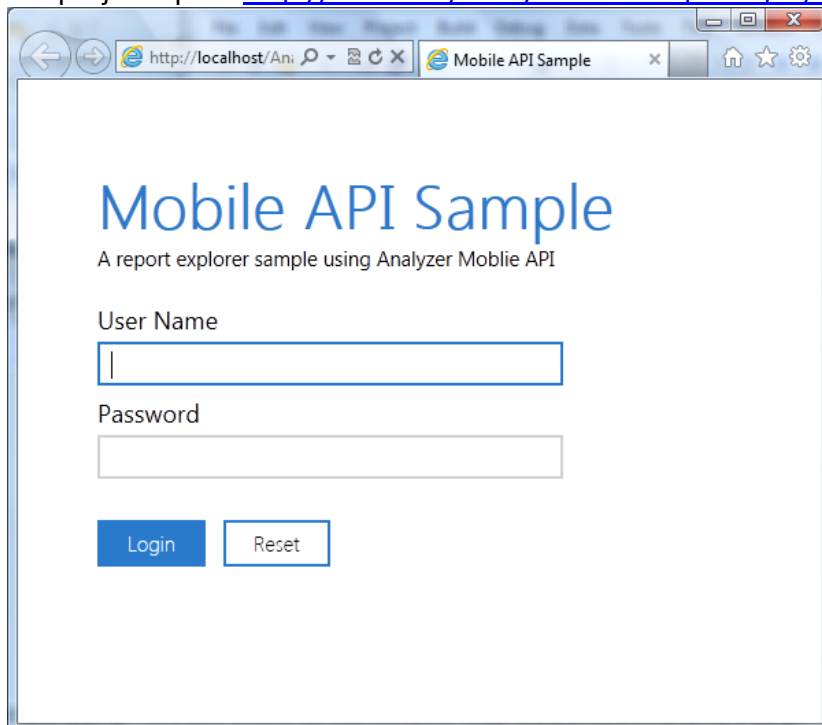 http://localhost/An
Mobile API Sample
Mobile API Sample
A report explorer sample using Analyzer Moblie API
User Name
Password
Login
Reset